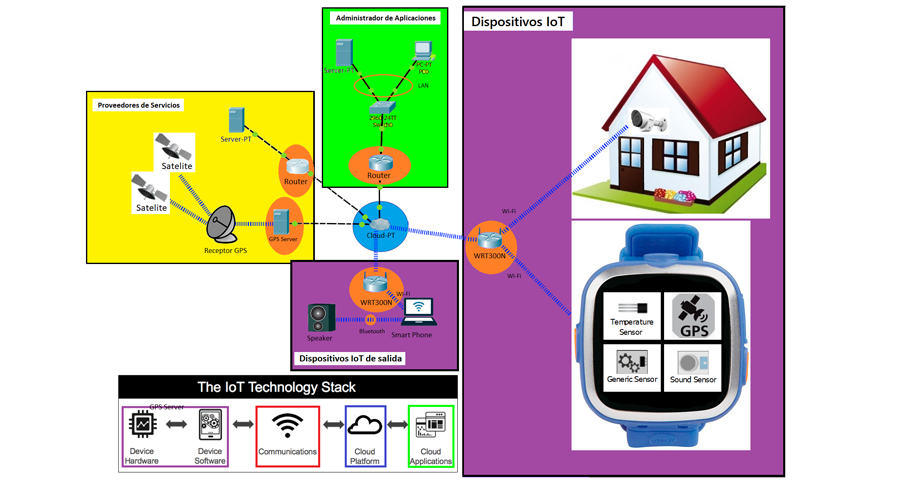 Administrador de Aplicaciones
Server-PT
PC-PT
LAN
2960-24TT
Router
Proveedores de Servicios
Server-PT
Satelite
Satelite
Router
Receptor GPS
GPS Server
Cloud-PT
Dispositivos IoT
Wi-Fi
WRT300N
Wi-Fi
Temperature
Sensor
GPS
Generic Sensor
Sound Sensor
WRT300N
Wi-Fi
Speaker
Bluetooth
Smart Phone
Dispositivos IoT de salida
The IoT Technology Stack
GPS Server
Device
Hardware
Device
Software
Communications
Cloud
Platform
Cloud
Applications